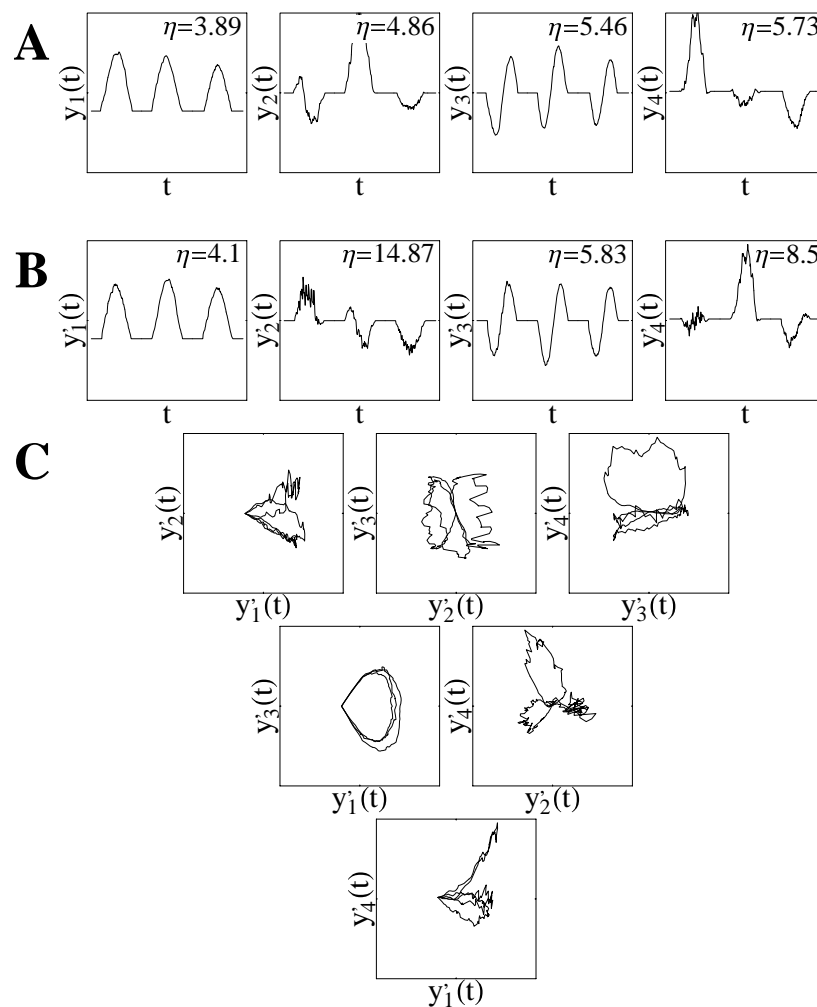 A
η=3.89
y₁(t)
t
η=4.86
y₂(t)
t
η=5.46
y₃(t)
t
η=5.73
y₄(t)
t
B
η=4.1
y'₁(t)
t
η=14.87
y'₂(t)
t
η=5.83
y'₃(t)
t
η=8.5
y'₄(t)
t
C
y'₂(t)
y'₁(t)
y'₃(t)
y'₂(t)
y'₄(t)
y'₃(t)
y'₃(t)
y'₁(t)
y'₄(t)
y'₂(t)
y'₄(t)
y'₁(t)